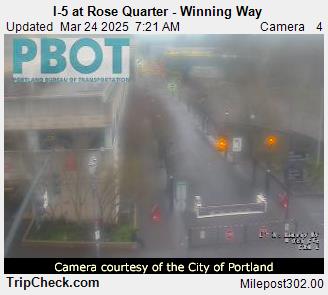 I-5 at Rose Quarter - Winning Way
Updated Mar 24 2025 7:21 AM Camera 4
PBOT
PORTLAND BUREAU OF TRANSPORTATION
Camera courtesy of the City of Portland
TripCheck.com Milepost302.00